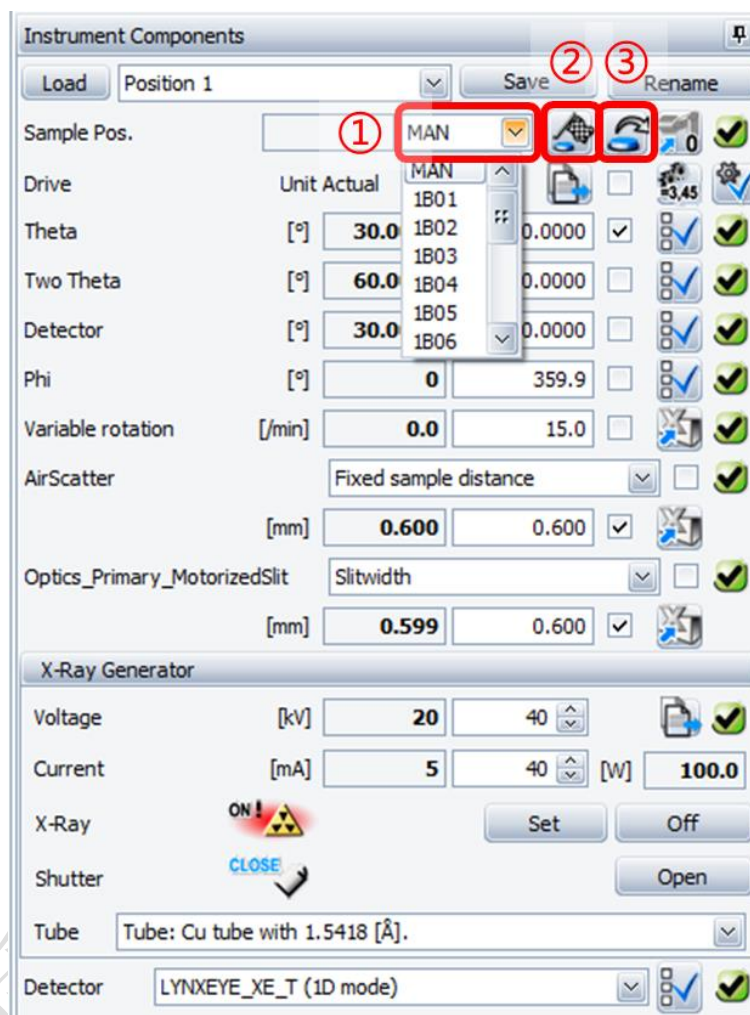 Instrument Components
② ③
Load Position 1 Save Rename
Sample Pos. ① MAN 0
Drive Unit Actual MAN =3,45
1B01
Theta [°] 30.0 1B02 0.0000
1B03
Two Theta [°] 60.0 1B04 0.0000
1B05
Detector [°] 30.0 1B06 0.0000
Phi [°] 0 359.9
Variable rotation [/min] 0.0 15.0
AirScatter Fixed sample distance
[mm] 0.600 0.600
Optics_Primary_MotorizedSlit Slitwidth
[mm] 0.599 0.600
X-Ray Generator
Voltage [kV] 20 40
Current [mA] 5 40 [W] 100.0
X-Ray ON ! Set Off
Shutter CLOSE Open
Tube Tube: Cu tube with 1.5418 [Å].
Detector LYNXEYE_XE_T (1D mode)